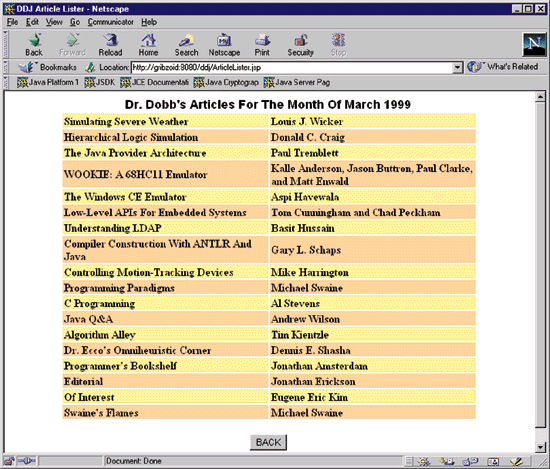 DDJ Article Lister - Netscape
File Edit View Go Communicator Help
Back Forward Reload Home Search Netscape Print Security Stop
N
Bookmarks Location: http://gribzoid:8080/ddj/ArticleLister.jsp What's Related
Java Platform 1 JSDK JCE Documentati Java Cryptograp Java Server Pag
Dr. Dobb's Articles For The Month Of March 1999
Simulating Severe Weather Louis J. Wicker
Hierarchical Logic Simulation Donald C. Craig
The Java Provider Architecture Paul Tremblett
WOOKIE: A 68HC11 Emulator Kalle Anderson, Jason Buttron, Paul Clarke,
and Matt Enwald
The Windows CE Emulator Aspi Havewala
Low-Level APIs For Embedded Systems Tom Cunningham and Chad Peckham
Understanding LDAP Basit Hussain
Compiler Construction With ANTLR And
Java Gary L. Schaps
Controlling Motion-Tracking Devices Mike Harrington
Programming Paradigms Michael Swaine
C Programming Al Stevens
Java Q&A Andrew Wilson
Algorithm Alley Tim Kientzle
Dr. Ecco's Omniheuristic Corner Dennis E. Shasha
Programmer's Bookshelf Jonathan Amsterdam
Editorial Jonathan Erickson
Of Interest Eugene Eric Kim
Swaine's Flames Michael Swaine
BACK
Document: Done